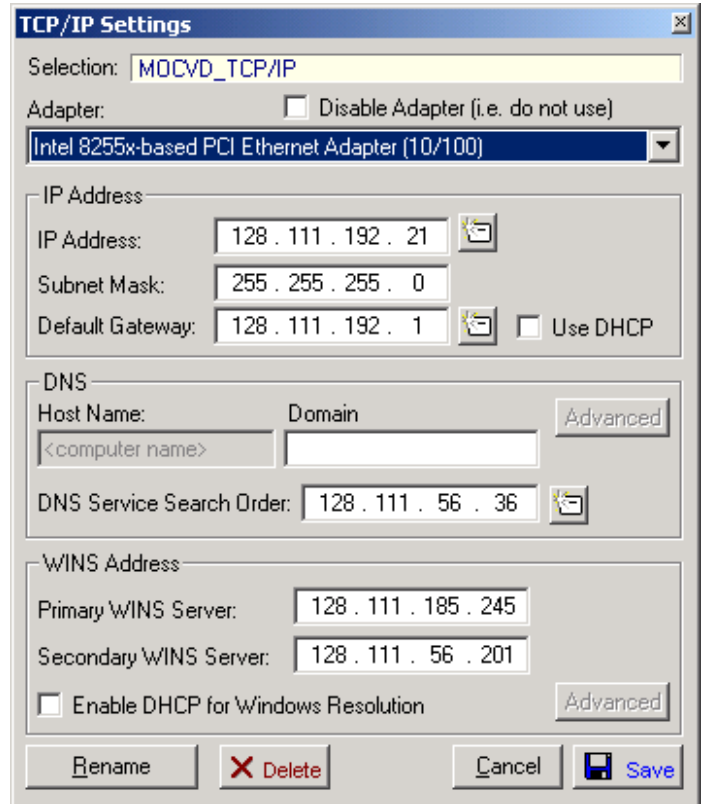 TCP/IP Settings
Selection: MOCVD_TCP/IP
Adapter: Disable Adapter (i.e. do not use)
Intel 8255x-based PCI Ethernet Adapter (10/100)
IP Address
IP Address: 128 . 111 . 192 . 21
Subnet Mask: 255 . 255 . 255 . 0
Default Gateway: 128 . 111 . 192 . 1 Use DHCP
DNS
Host Name: Domain Advanced
<computer name>
DNS Service Search Order: 128 . 111 . 56 . 36
WINS Address
Primary WINS Server: 128 . 111 . 185 . 245
Secondary WINS Server: 128 . 111 . 56 . 201
Enable DHCP for Windows Resolution Advanced
Rename Delete Cancel Save